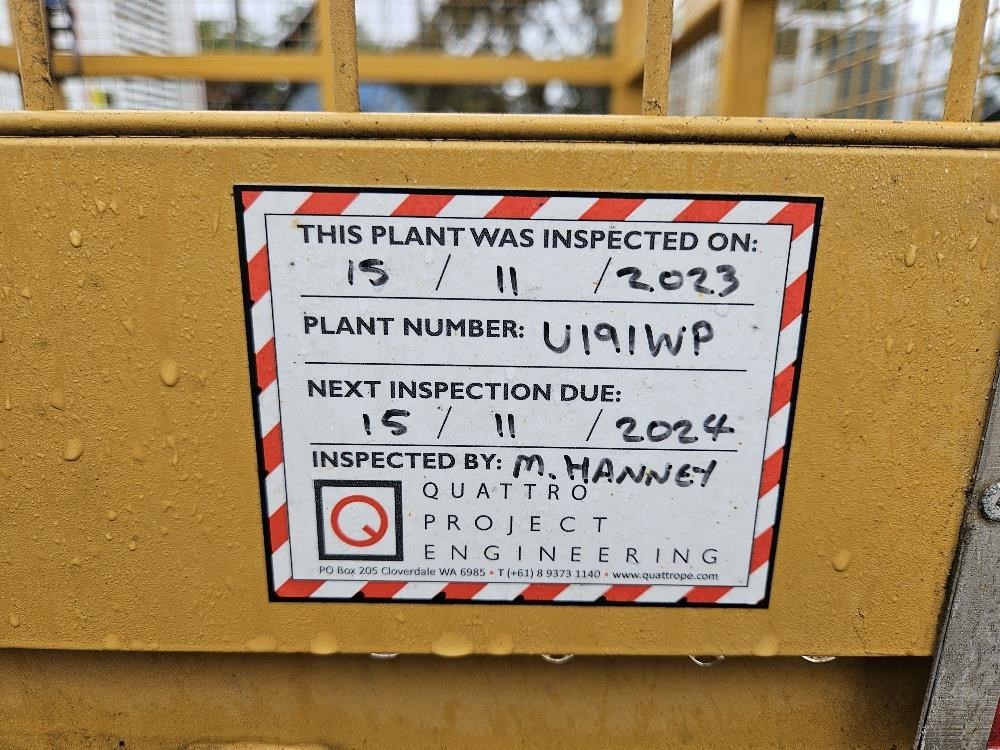 THIS PLANT WAS INSPECTED ON:
15 / 11 / 2023
PLANT NUMBER: U191WP
NEXT INSPECTION DUE:
15 / 11 / 2024
INSPECTED BY: M. HANNEY
QUATTRO
PROJECT
ENGINEERING
PO Box 205 Cloverdale WA 6985 • T (+61) 8 9373 1140 • www.quattrope.com